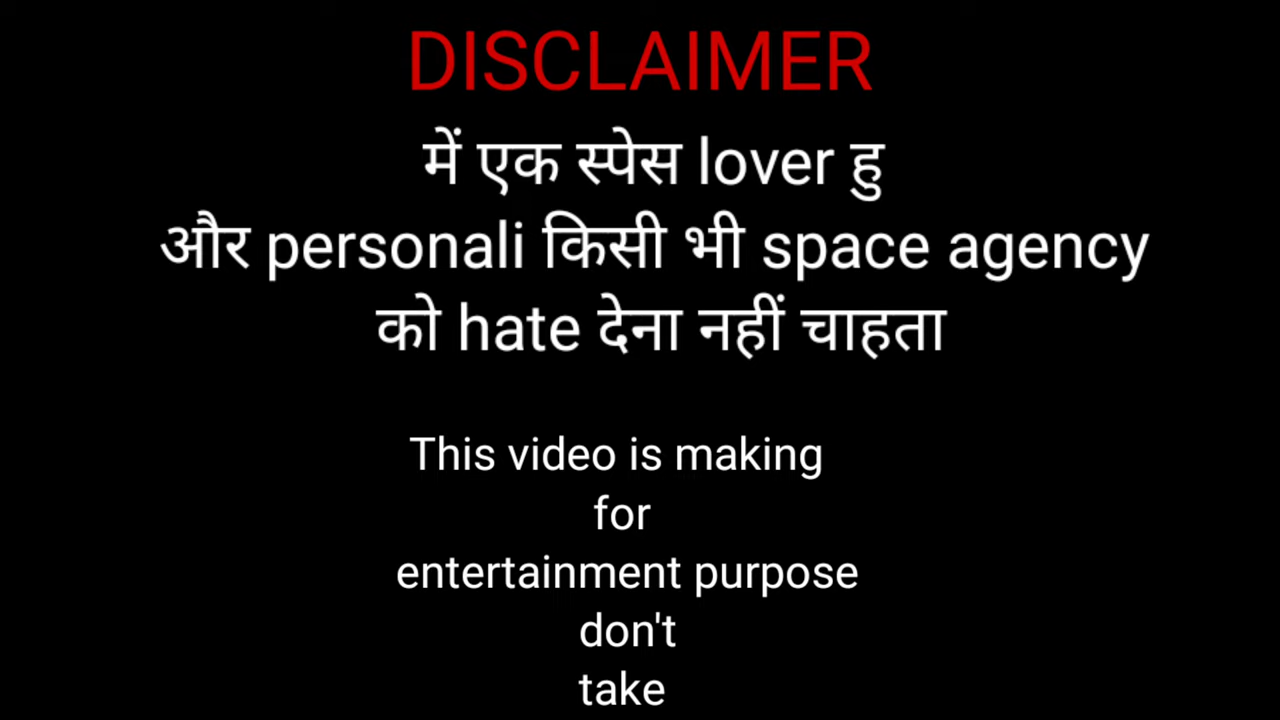 DISCLAIMER
में एक स्पेस lover हु
और personali किसी भी space agency
को hate देना नहीं चाहता
This video is making
for
entertainment purpose
don't
take